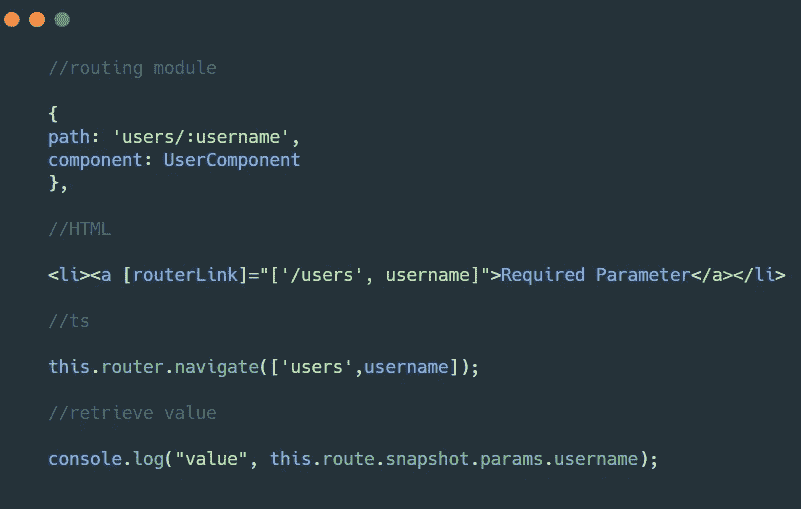 //routing module
{
path: 'users/:username',
component: UserComponent
},
//HTML
<li><a [routerLink]="['/users', username]">Required Parameter</a></li>
//ts
this.router.navigate(['users',username]);
//retrieve value
console.log("value", this.route.snapshot.params.username);